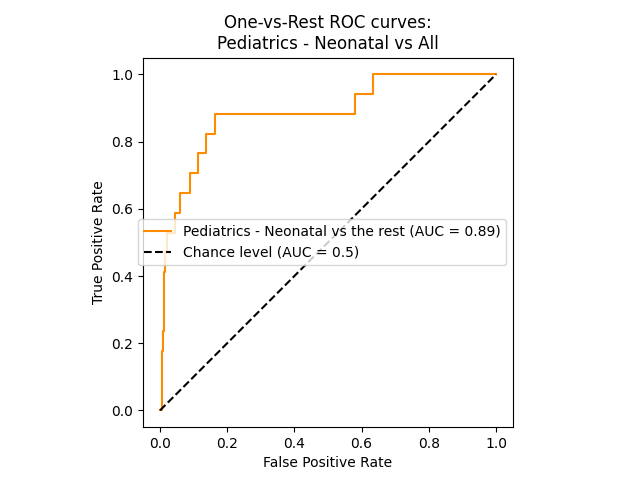 One-vs-Rest ROC curves:
Pediatrics - Neonatal vs All
1.0
0.8
0.6
0.4
0.2
0.0
True Positive Rate
Pediatrics - Neonatal vs the rest (AUC = 0.89)
Chance level (AUC = 0.5)
0.0 0.2 0.4 0.6 0.8 1.0
False Positive Rate